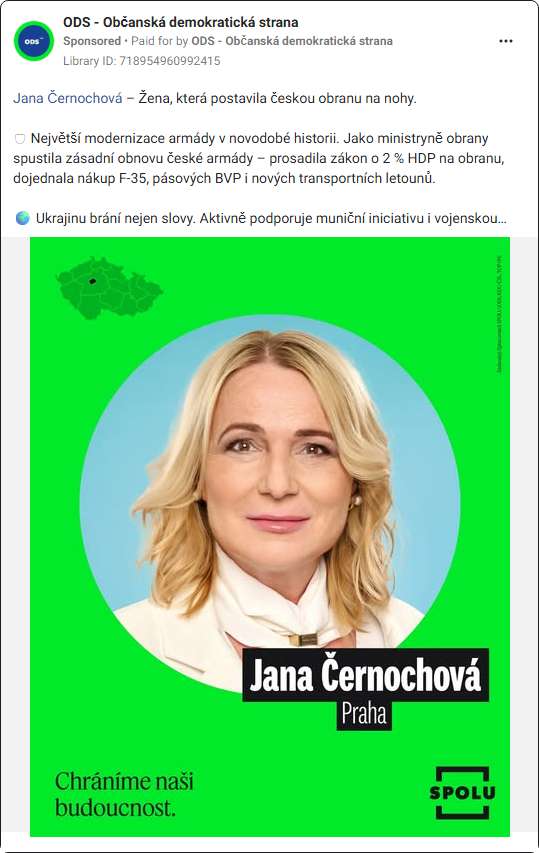 ODS - Občanská demokratická strana
Sponsored • Paid for by ODS - Občanská demokratická strana
Library ID: 718954960992415
Jana Černochová – Žena, která postavila českou obranu na nohy.
Největší modernizace armády v novodobé historii. Jako ministryně obrany
spustila zásadní obnovu české armády – prosadila zákon o 2 % HDP na obranu,
dojednala nákup F-35, pásových BVP i nových transportních letounů.
Ukrajinu brání nejen slovy. Aktivně podporuje muniční iniciativu i vojenskou...
Jana Černochová
Praha
Chráníme naši
budoucnost.
SPOLU
ODS